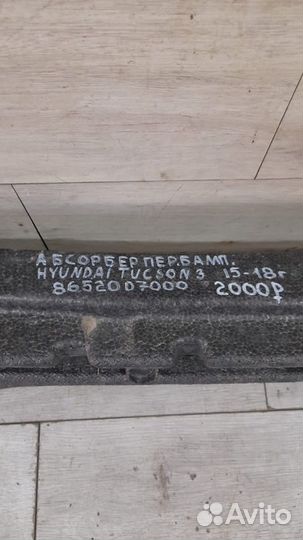 АБСОРБЕР ПЕР.БАМП.
HYUNDAI TUCSON 3 15-18г
86520D7000 2000₽
Avito